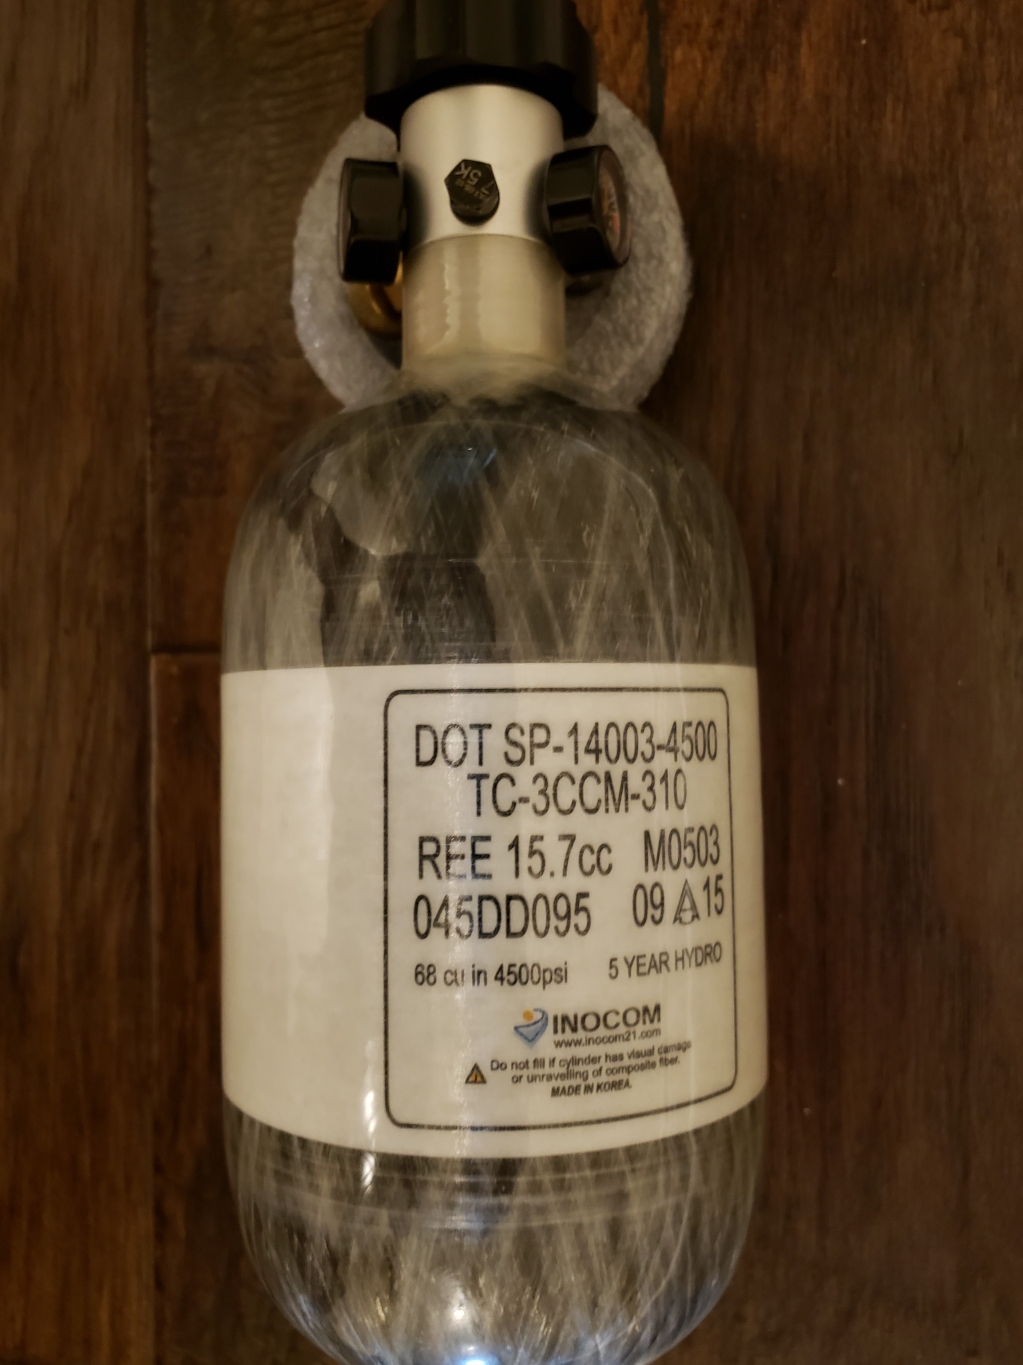 7.5K
DOT SP-14003-4500
TC-3CCM-310
REE 15.7cc M0503
045DD095 09 15
68 cu in 4500psi 5 YEAR HYDRO
INOCOM
www.inocom21.com
Do not fill if cylinder has visual damage
or unravelling of composite fiber.
MADE IN KOREA.